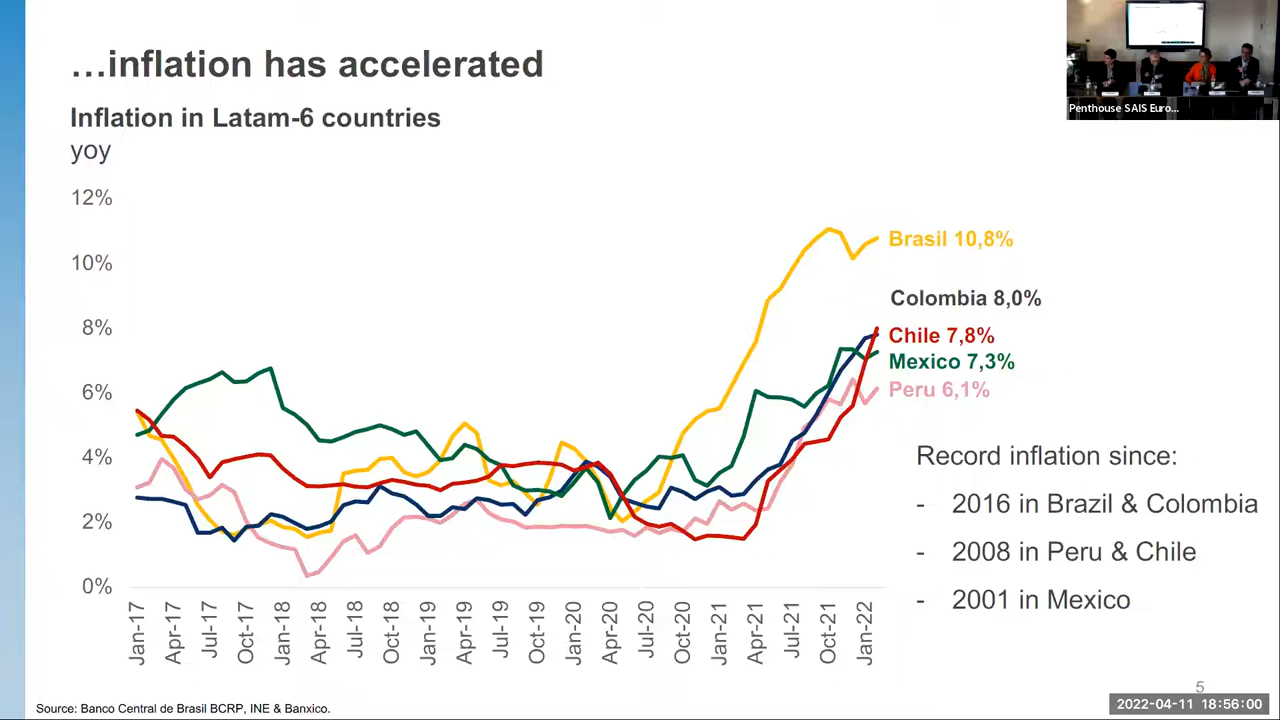 …inflation has accelerated
Inflation in Latam-6 countries
yoy
12%
10%
8%
6%
4%
2%
0%
Jan-17
Apr-17
Jul-17
Oct-17
Jan-18
Apr-18
Jul-18
Oct-18
Jan-19
Apr-19
Jul-19
Oct-19
Jan-20
Apr-20
Jul-20
Oct-20
Jan-21
Apr-21
Jul-21
Oct-21
Jan-22
Brasil 10,8%
Colombia 8,0%
Chile 7,8%
Mexico 7,3%
Peru 6,1%
Record inflation since:
- 2016 in Brazil & Colombia
- 2008 in Peru & Chile
- 2001 in Mexico
5
Source: Banco Central de Brasil BCRP, INE & Banxico.
Penthouse SAIS Euro...
2022-04-11 18:56:00